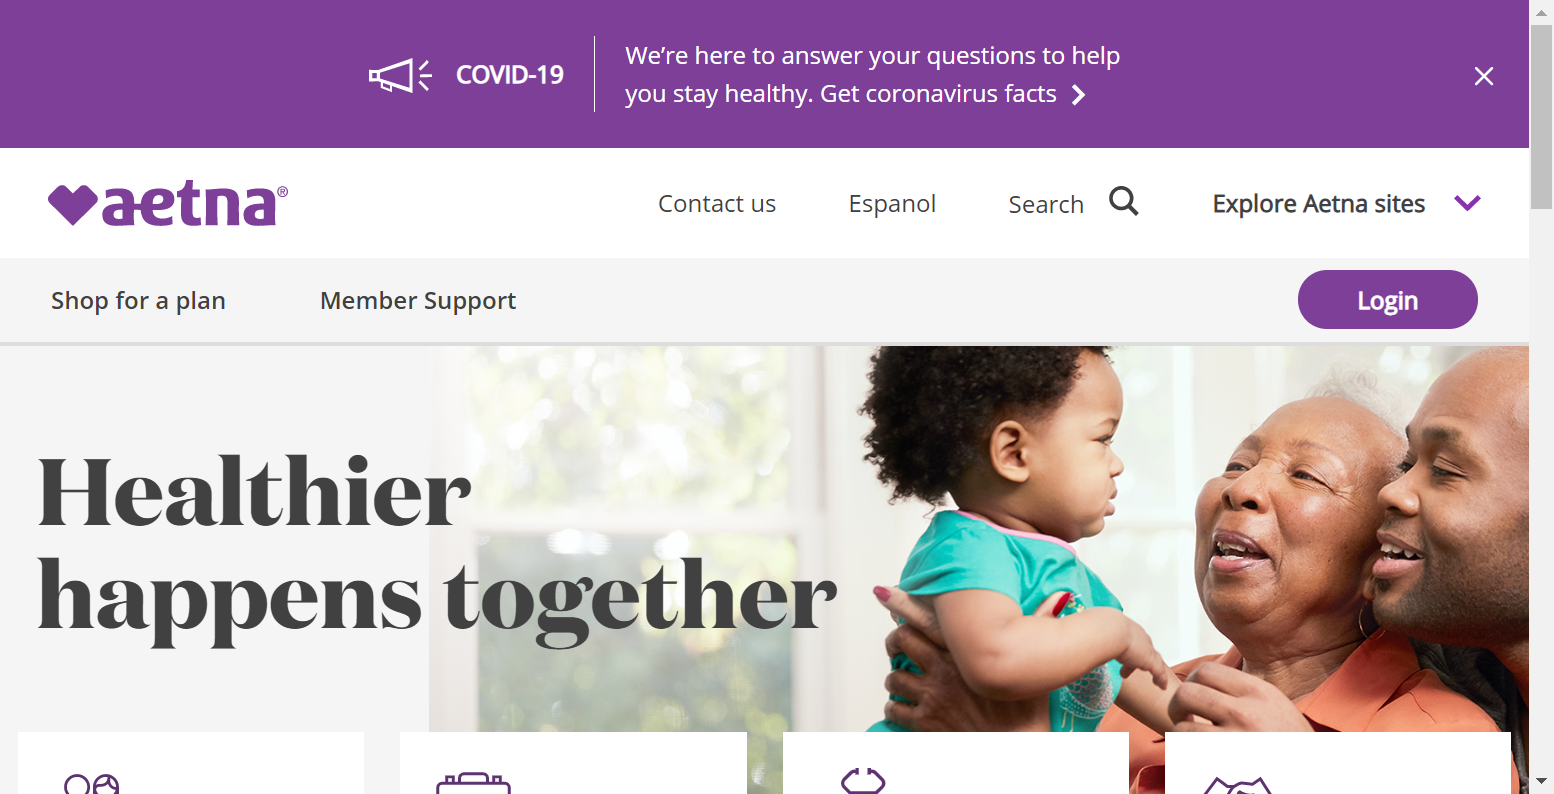 COVID-19
We’re here to answer your questions to help
you stay healthy. Get coronavirus facts
aetna®
Contact us
Espanol
Search
Explore Aetna sites
Shop for a plan
Member Support
Login
Healthier
happens together